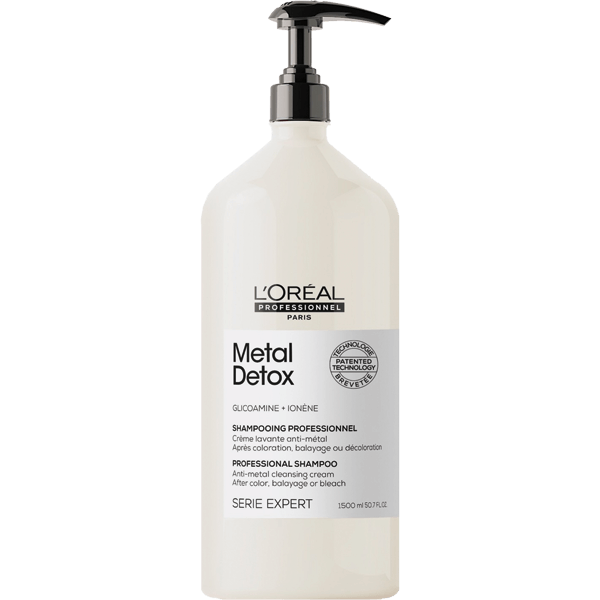 L'ORÉAL
PROFESSIONNEL
PARIS
Metal
Detox
TECHNOLOGIE
PATENTED
TECHNOLOGY
BREVETÉE
GLICOAMINE + IONÈNE
SHAMPOOING PROFESSIONNEL
Crème lavante anti-métal
Après coloration, balayage ou décoloration
PROFESSIONAL SHAMPOO
Anti-metal cleansing cream
After color, balayage or bleach
SERIE EXPERT
1500 ml 50.7 FL.OZ.